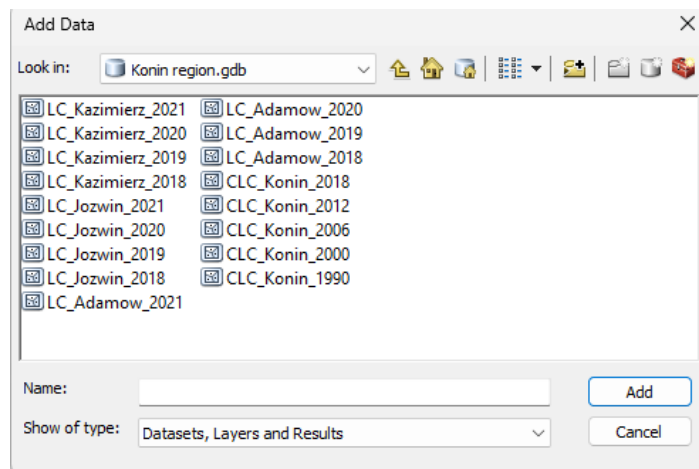 Add Data
Look in: Konin region.gdb
LC_Kazimierz_2021
LC_Kazimierz_2020
LC_Kazimierz_2019
LC_Kazimierz_2018
LC_Jozwin_2021
LC_Jozwin_2020
LC_Jozwin_2019
LC_Jozwin_2018
LC_Adamow_2021
LC_Adamow_2020
LC_Adamow_2019
LC_Adamow_2018
CLC_Konin_2018
CLC_Konin_2012
CLC_Konin_2006
CLC_Konin_2000
CLC_Konin_1990
Name:
Add
Show of type: Datasets, Layers and Results
Cancel